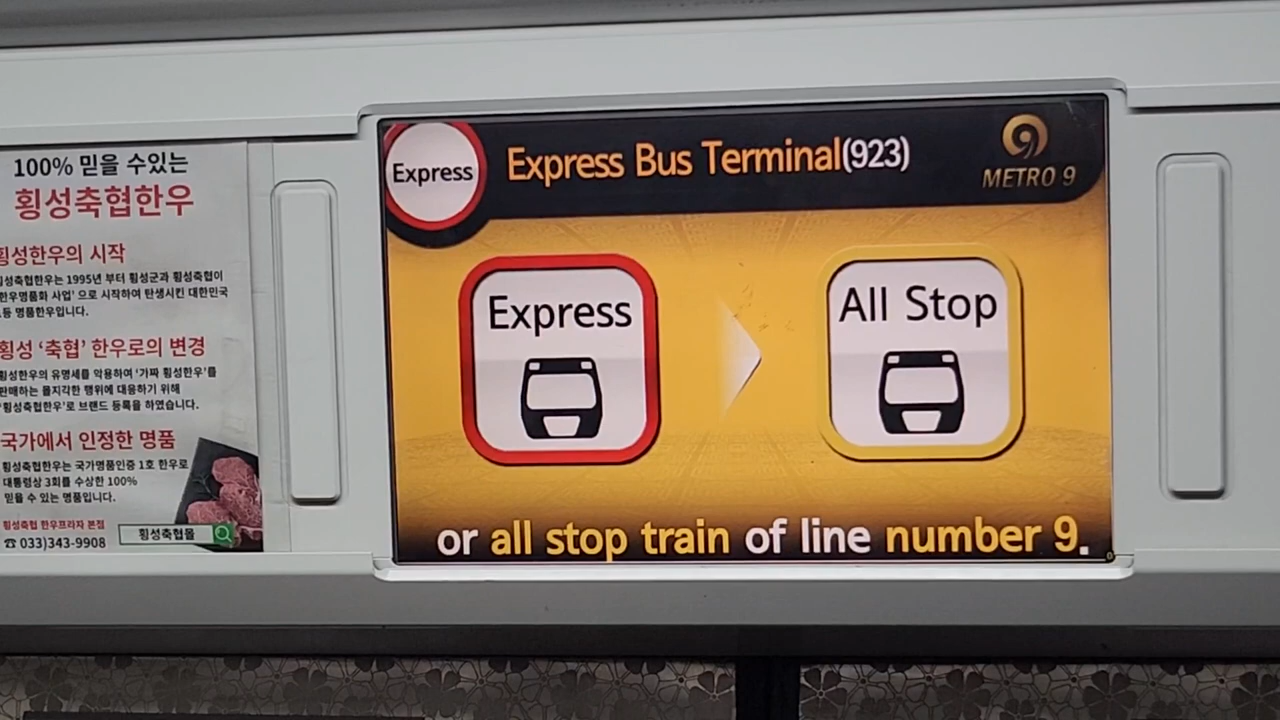 100% 믿을 수있는
횡성축협한우
횡성한우의 시작
횡성축협한우는 1995년 부터 횡성군과 횡성축협이
한우명품화 사업’ 으로 시작하여 탄생시킨 대한민국
등 명품한우입니다.
횡성 ‘축협’ 한우로의 변경
횡성한우의 유명세를 악용하여 ‘가짜 횡성한우’를
판매하는 몰지각한 행위에 대응하기 위해
‘횡성축협한우’로 브랜드 등록을 하였습니다.
국가에서 인정한 명품
횡성축협한우는 국가명품인증 1호 한우로
대통령상 3회를 수상한 100%
믿을 수 있는 명품입니다.
횡성축협 한우프라자 본점
☎ 033)343-9908
횡성축협몰
Express
Express Bus Terminal(923)
9
METRO 9
Express
All Stop
or all stop train of line number 9.